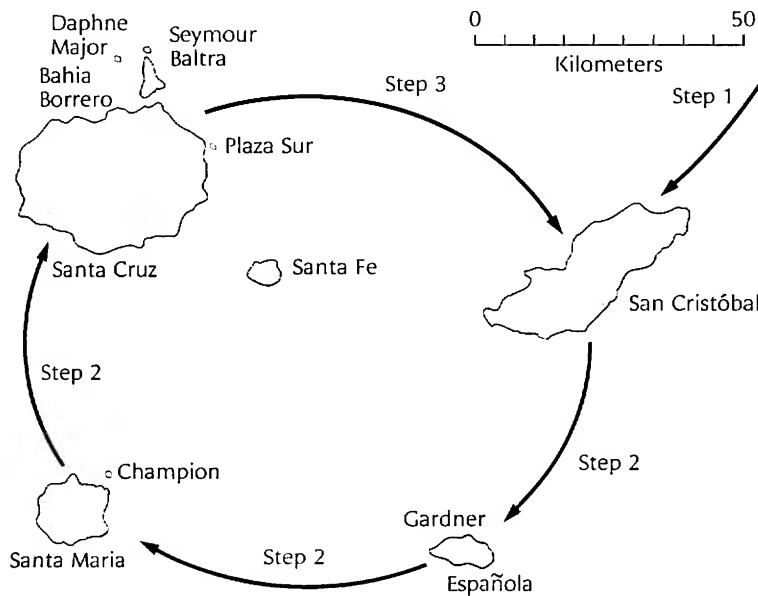 Daphne
Major
Seymour
Baltra
Bahia
Borrero
0 50
Kilometers
Step 3
Step 1
Plaza Sur
Santa Cruz
Santa Fe
San Cristóbal
Step 2
Champion
Step 2
Santa Maria
Step 2
Gardner
Española